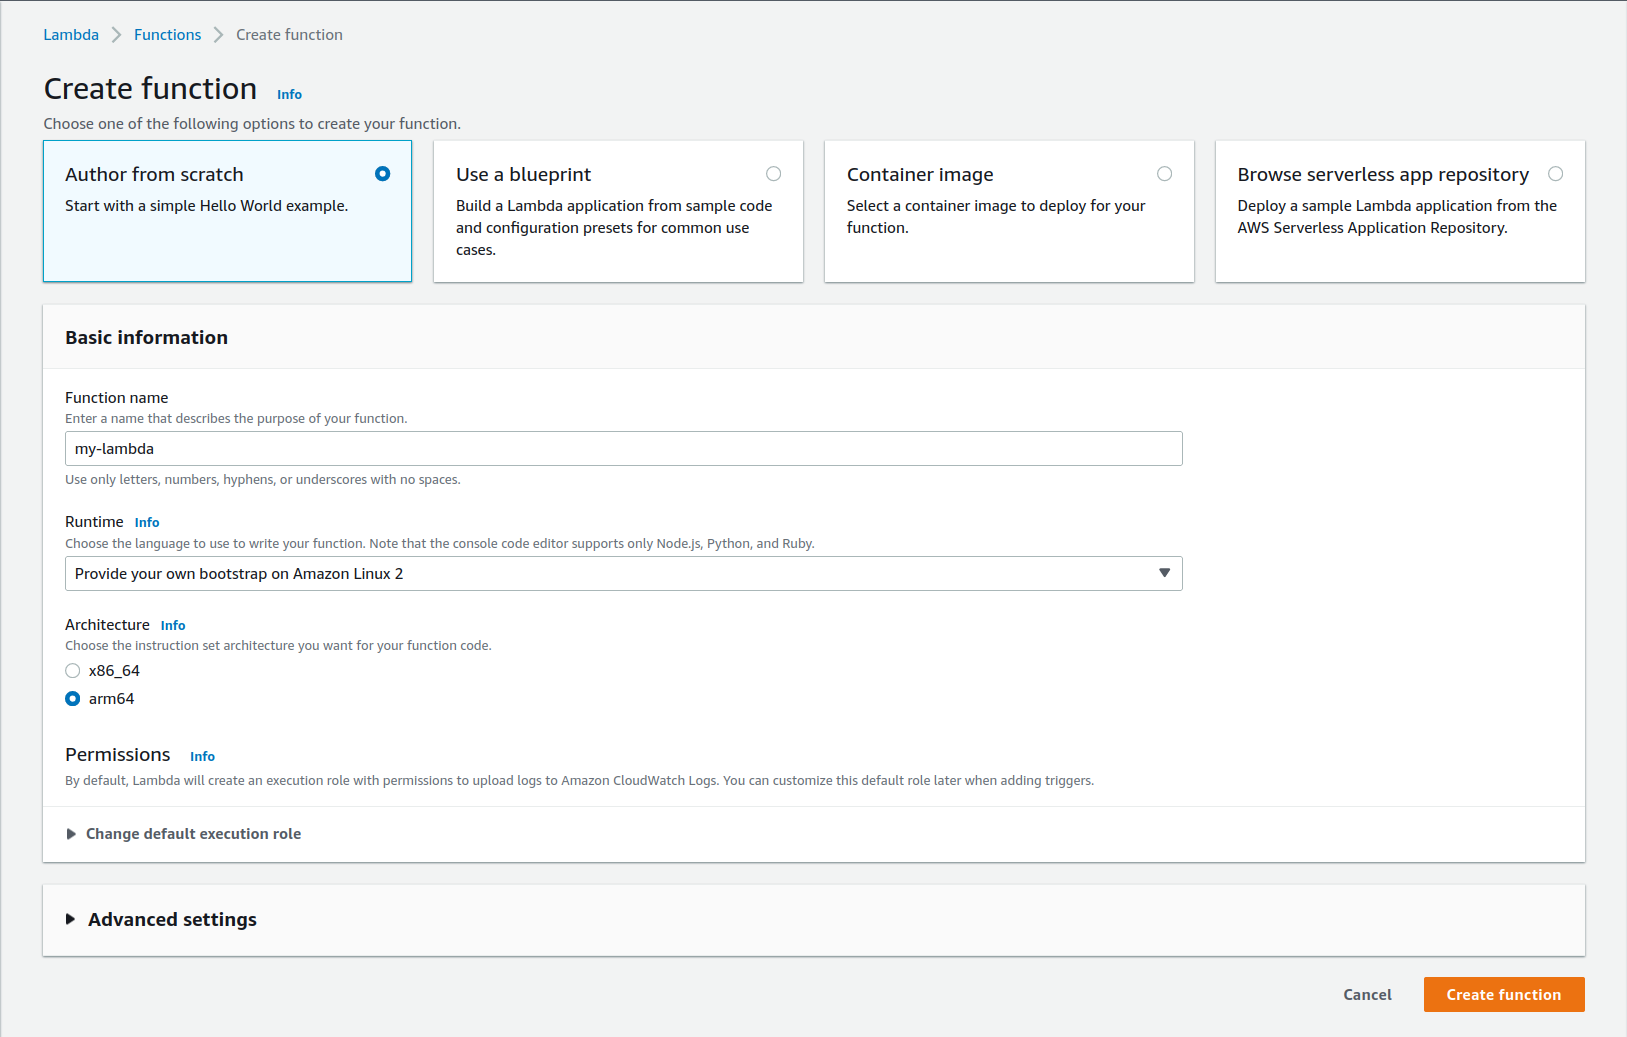 Lambda Functions Create function
Create function Info
Choose one of the following options to create your function.
Author from scratch
Start with a simple Hello World example.
Use a blueprint
Build a Lambda application from sample code
and configuration presets for common use
cases.
Container image
Select a container image to deploy for your
function.
Browse serverless app repository
Deploy a sample Lambda application from the
AWS Serverless Application Repository.
Basic information
Function name
Enter a name that describes the purpose of your function.
my-lambda
Use only letters, numbers, hyphens, or underscores with no spaces.
Runtime Info
Choose the language to use to write your function. Note that the console code editor supports only Node.js, Python, and Ruby.
Provide your own bootstrap on Amazon Linux 2
Architecture Info
Choose the instruction set architecture you want for your function code.
x86_64
arm64
Permissions Info
By default, Lambda will create an execution role with permissions to upload logs to Amazon CloudWatch Logs. You can customize this default role later when adding triggers.
Change default execution role
Advanced settings
Cancel Create function